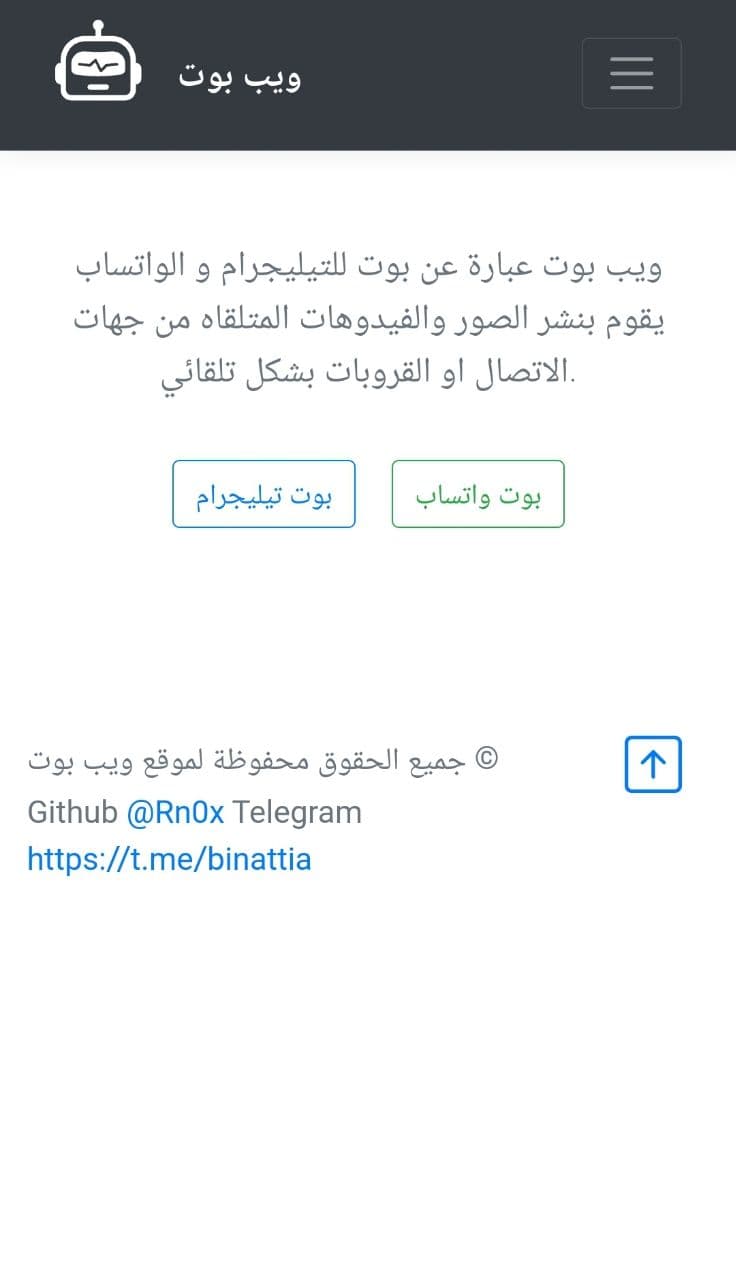 ويب بوت
ويب بوت عبارة عن بوت للتيليجرام و الواتساب
يقوم بنشر الصور والفيدوهات المتلقاه من جهات
الاتصال او القروبات بشكل تلقائي.
بوت واتساب
بوت تيليجرام
© جميع الحقوق محفوظة لموقع ويب بوت
Github @Rn0x Telegram
https://t.me/binattia